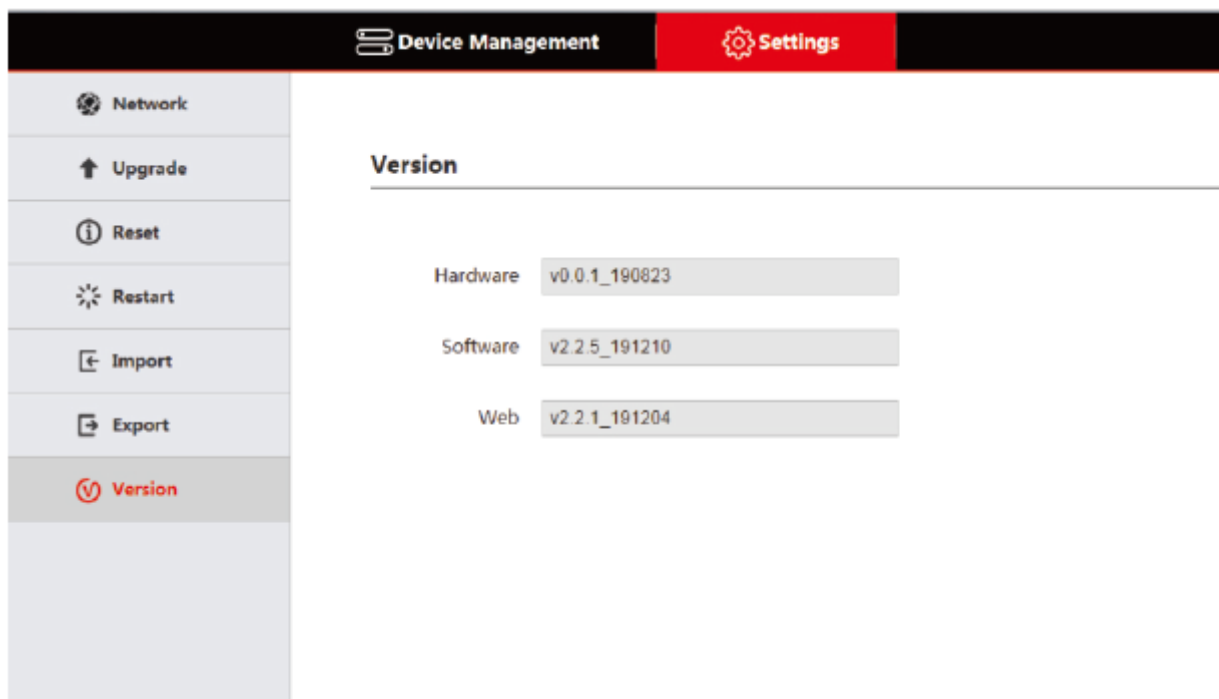 Device Management Settings
Network
Upgrade
Reset
Restart
Import
Export
Version
Version
Hardware v0.0.1_190823
Software v2.2.5_191210
Web v2.2.1_191204